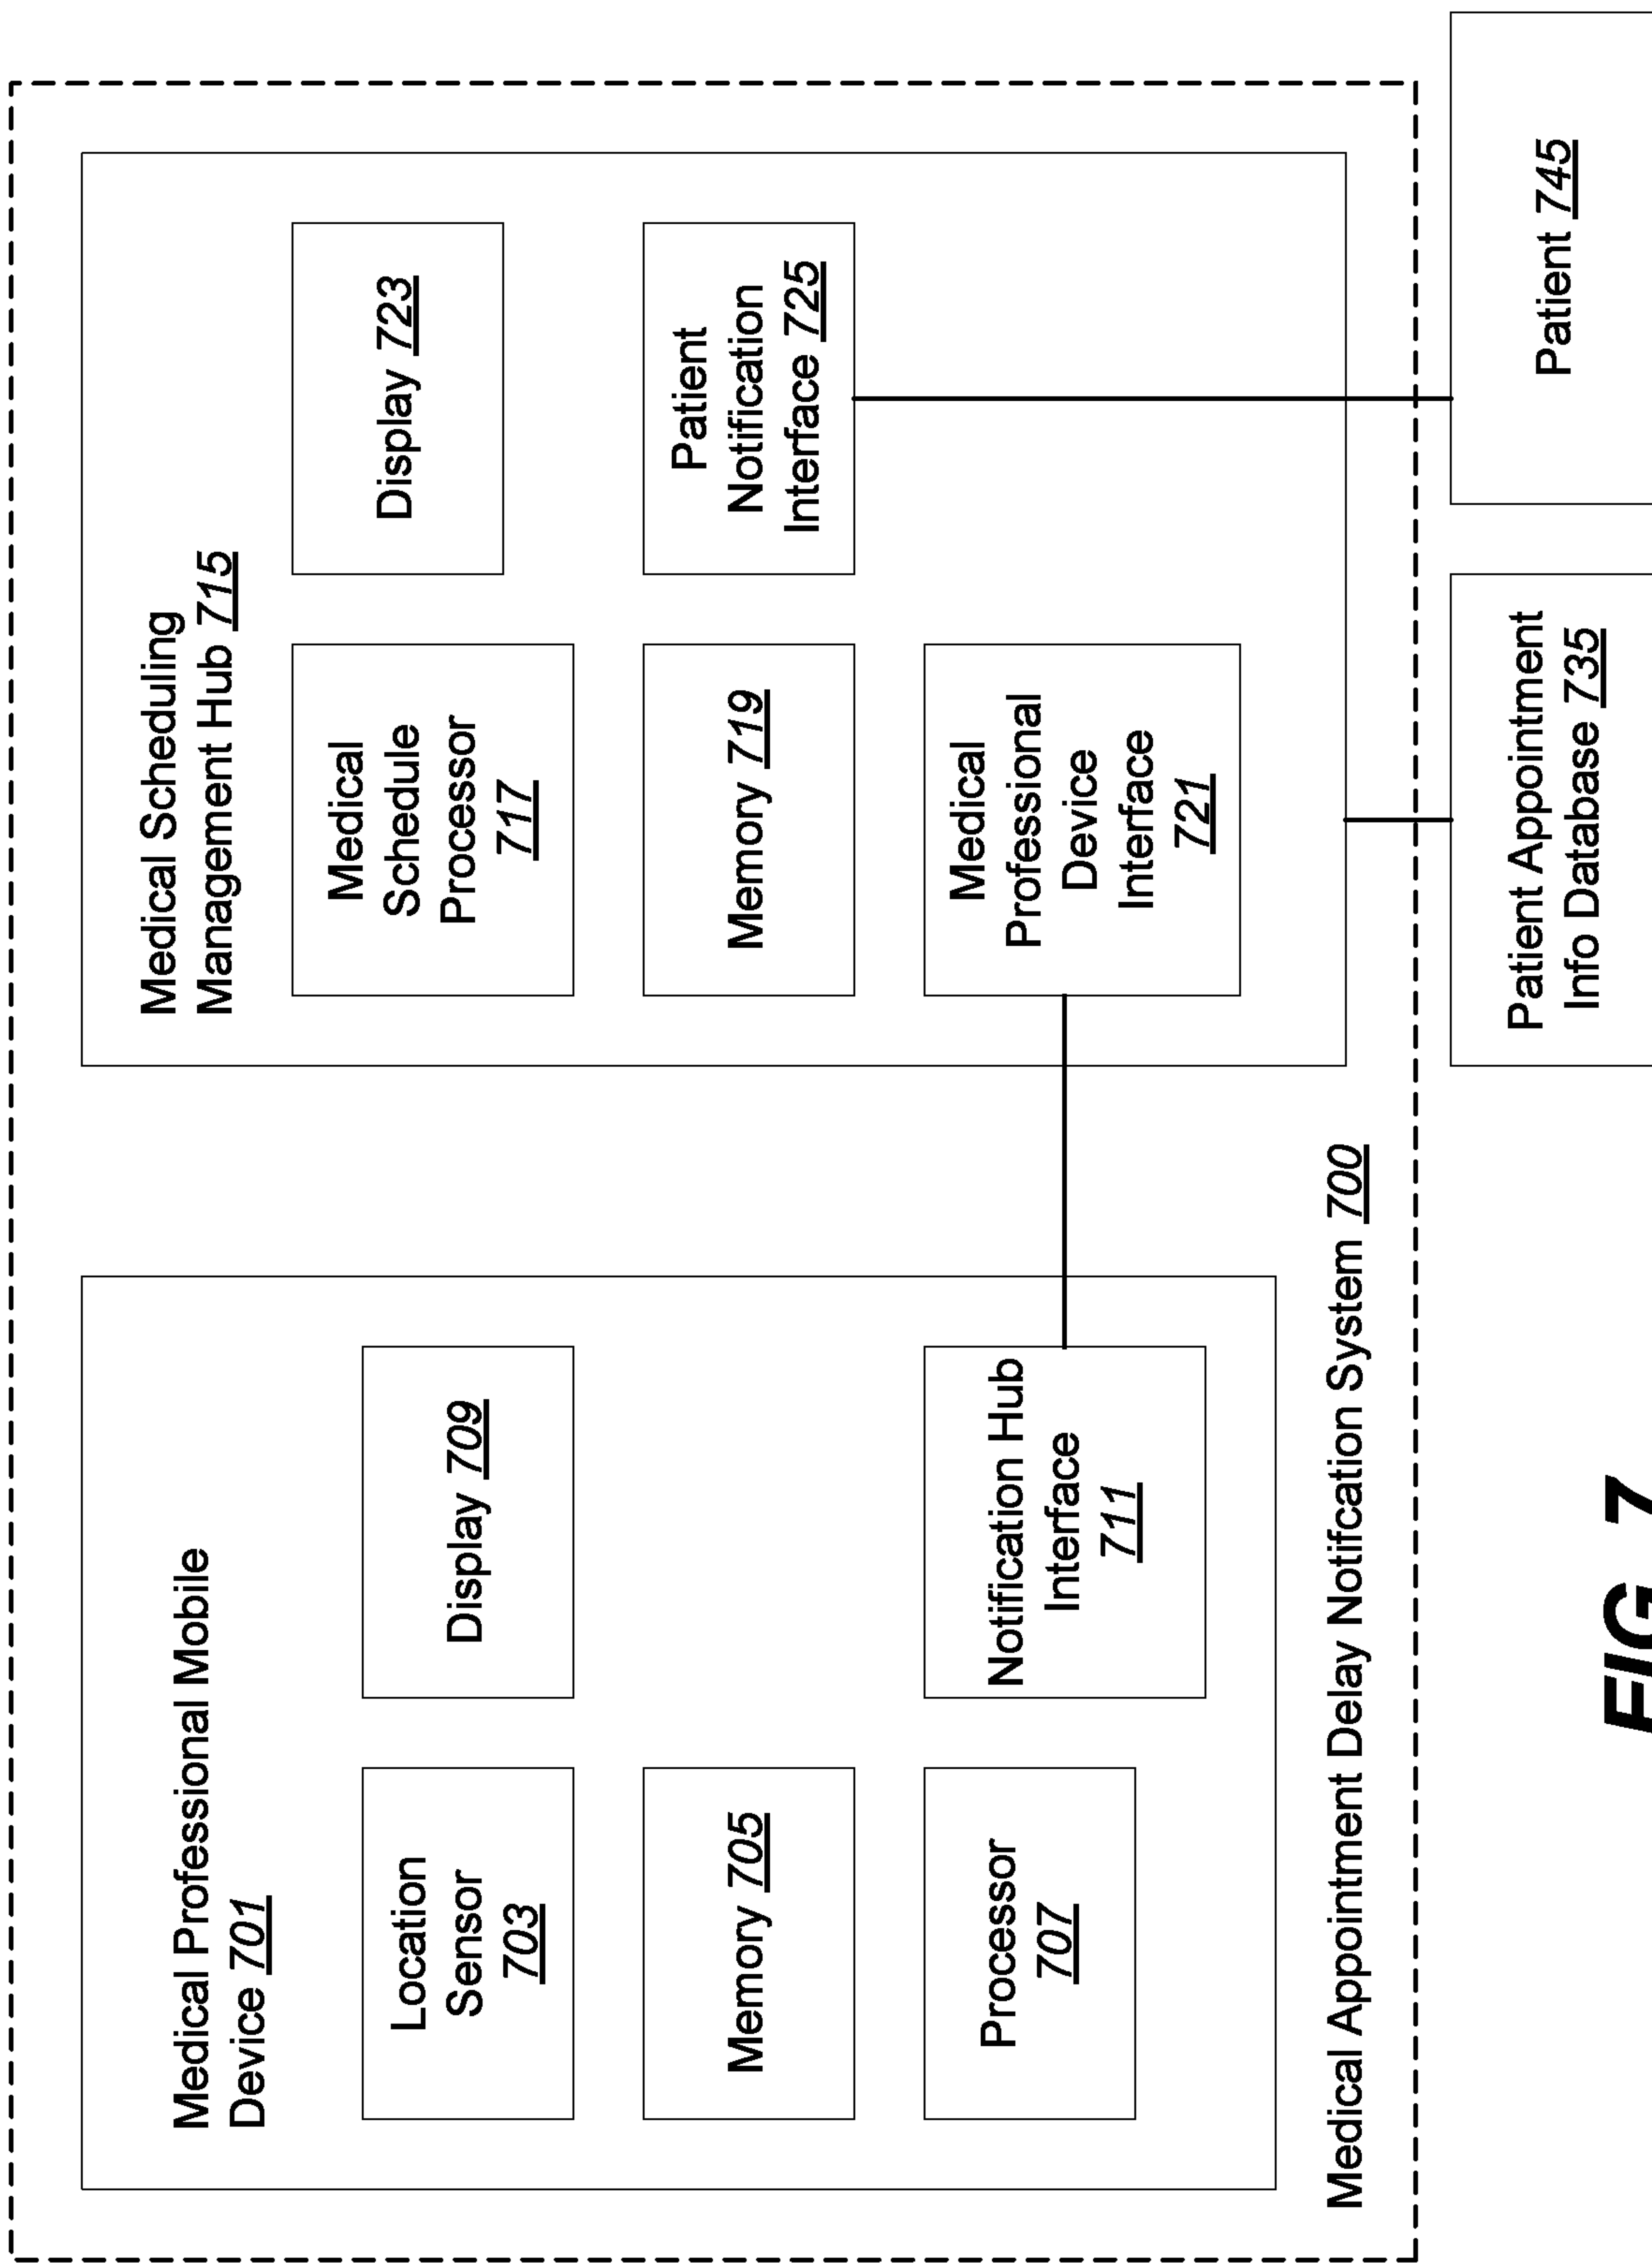 Medical Professional Mobile
Device 701
Location
Sensor
703
Display 709
Memory 705
Processor
707
Notification Hub
Interface
711
Medical Scheduling
Management Hub 715
Medical
Schedule
Processor
717
Display 723
Memory 719
Patient
Notification
Interface 725
Medical
Professional
Device
Interface
721
Medical Appointment Delay Notifcation System 700
Patient Appointment
Info Database 735
Patient 745
FIG. 7